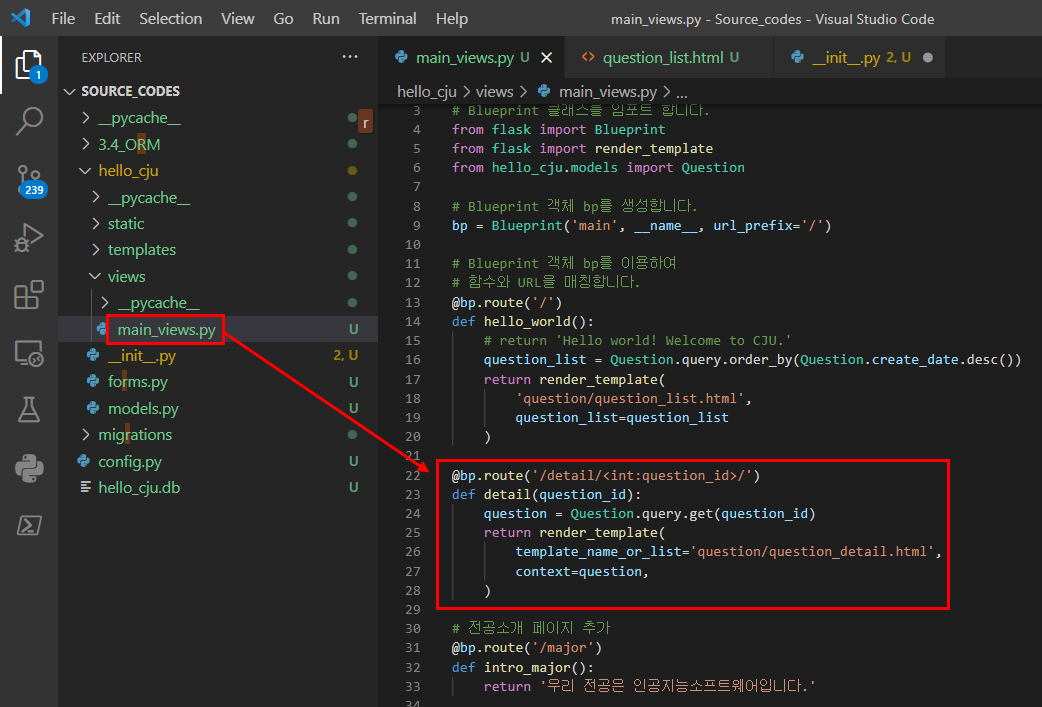 File Edit Selection View Go Run Terminal Help main_views.py - Source_codes - Visual Studio Code
EXPLORER ...
main_views.py U question_list.html U __init__.py 2, U
1
SOURCE_CODES
hello_cju > views > main_views.py > ...
__pycache__
r
3.4_ORM
hello_cju
239
__pycache__
static
templates
views
__pycache__
main_views.py U
__init__.py 2, U
forms.py U
models.py U
migrations
config.py U
hello_cju.db U
3 # Blueprint 클래스를 임포트 합니다.
4 from flask import Blueprint
5 from flask import render_template
6 from hello_cju.models import Question
7
8 # Blueprint 객체 bp를 생성합니다.
9 bp = Blueprint('main', __name__, url_prefix='/')
10
11 # Blueprint 객체 bp를 이용하여
12 # 함수와 URL을 매칭합니다.
13 @bp.route('/')
14 def hello_world():
15 # return 'Hello world! Welcome to CJU.'
16 question_list = Question.query.order_by(Question.create_date.desc())
17 return render_template(
18 'question/question_list.html',
19 question_list=question_list
20 )
21
22 @bp.route('/detail/<int:question_id>/')
23 def detail(question_id):
24 question = Question.query.get(question_id)
25 return render_template(
26 template_name_or_list='question/question_detail.html',
27 context=question,
28 )
29
30 # 전공소개 페이지 추가
31 @bp.route('/major')
32 def intro_major():
33 return '우리 전공은 인공지능소프트웨어입니다.'
34